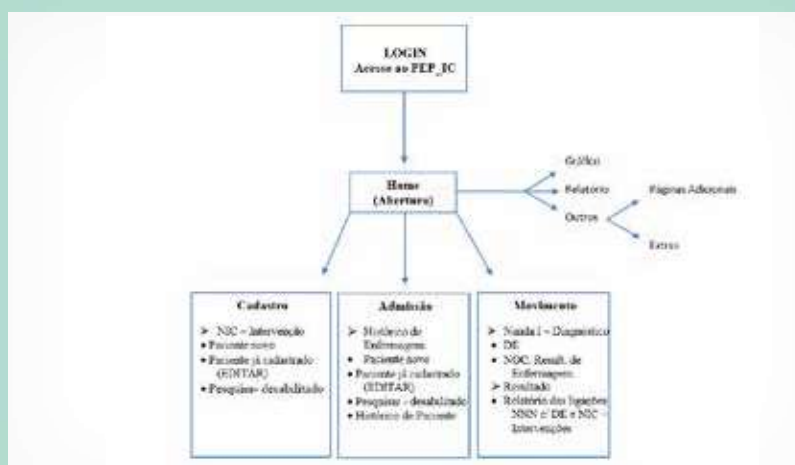 LOGIN
Acesso ao PEP_IC
Home
(Abertura)
Gráfico
Relatório
Outros
Páginas Adicionais
Extras
Cadastro
➤ NIC – Intervenção
• Paciente novo
• Paciente já cadastrado
(EDITAR)
• Pesquisa- desabilitado
Admissão
➤ Histórico de
Enfermagem
• Paciente novo
• Paciente já cadastrado
(EDITAR)
• Pesquisa - desabilitado
• Histórico do Paciente
Movimento
➤ Nanda I – Diagnóstico
• DE
• NOC. Result. de
Enfermagem
➤ Resultado
• Relatório das ligações
NNN c/ DE e NIC –
Intervenções